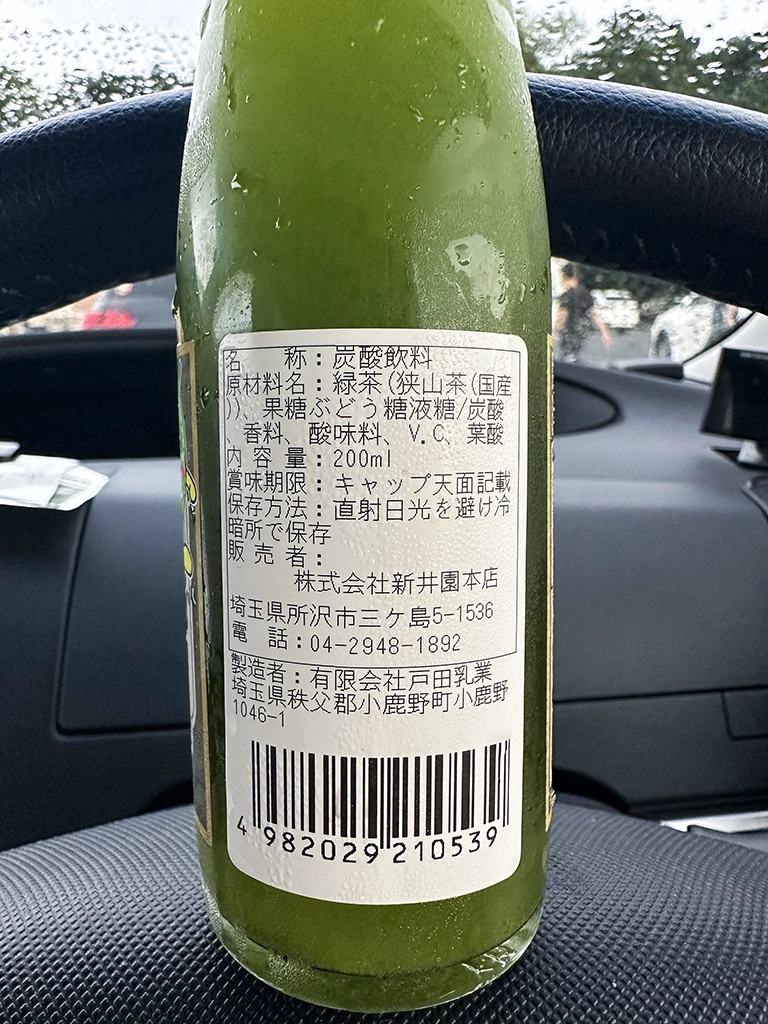 名　　称：炭酸飲料
原材料名：緑茶(狭山茶(国産
))、果糖ぶどう糖液糖/炭酸
、香料、酸味料、V.C、葉酸
内 容 量：200ml
賞味期限：キャップ天面記載
保存方法：直射日光を避け冷
暗所で保存
販 売 者：
株式会社新井園本店
埼玉県所沢市三ケ島5-1536
電　話：04-2948-1892
製造者：有限会社戸田乳業
埼玉県秩父郡小鹿野町小鹿野
1046-1
4 982029 210539